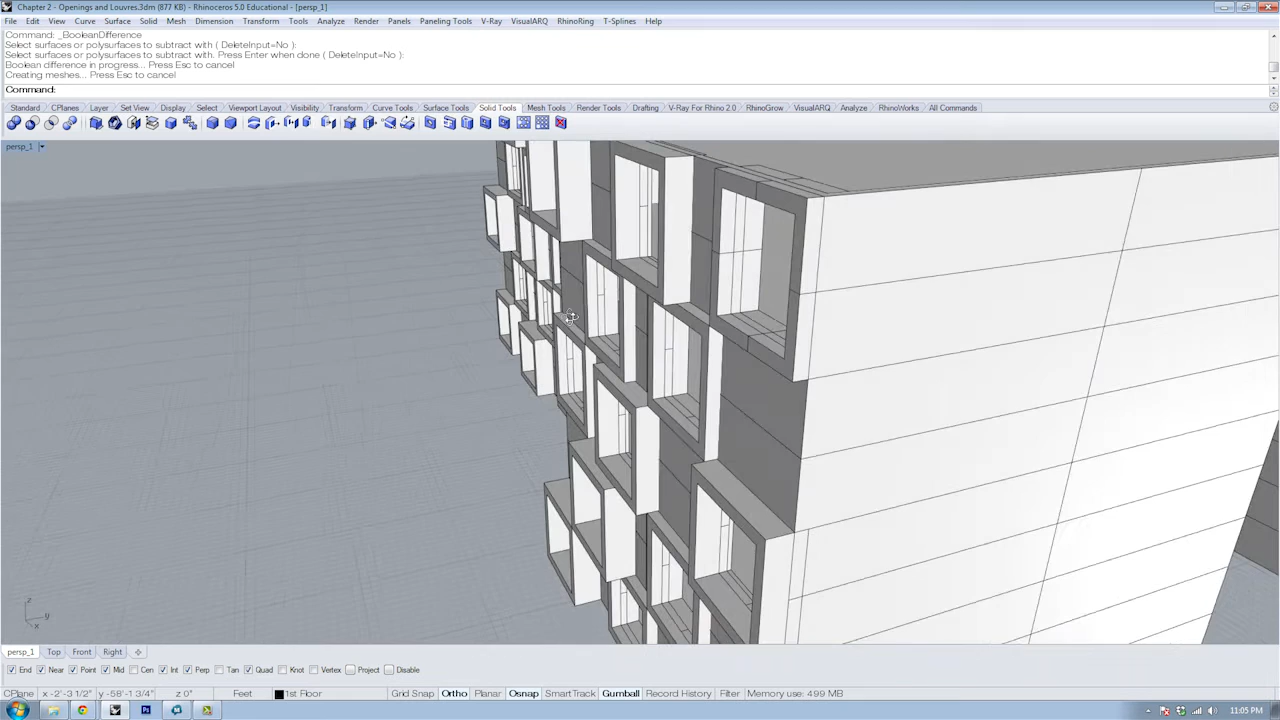 Chapter 2 - Openings and Louvres.3dm (877 KB) - Rhinoceros 5.0 Educational - [persp_1]
File Edit View Curve Surface Solid Mesh Dimension Transform Tools Analyze Render Panels Paneling Tools V-Ray VisualARQ RhinoRing T-Splines Help
Command: _BooleanDifference
Select surfaces or polysurfaces to subtract with ( DeleteInput=No ):
Select surfaces or polysurfaces to subtract with. Press Enter when done ( DeleteInput=No ):
Boolean difference in progress... Press Esc to cancel
Creating meshes... Press Esc to cancel
Command:
Standard CPlanes Layer Set View Display Select Viewport Layout Visibility Transform Curve Tools Surface Tools Solid Tools Mesh Tools Render Tools Drafting V-Ray For Rhino 2.0 RhinoGrow VisualARQ RhinoWorks Analyze All Commands
persp_1
z
y
x
persp_1 Top Front Right
End Near Point Mid Cen Int Perp Tan Quad Knot Vertex Project Disable
CPlane x -2'-3 1/2" y -58'-1 3/4" z 0" Feet 1st Floor Grid Snap Ortho Planar Osnap SmartTrack Gumball Record History Filter Memory use: 499 MB
11:05 PM